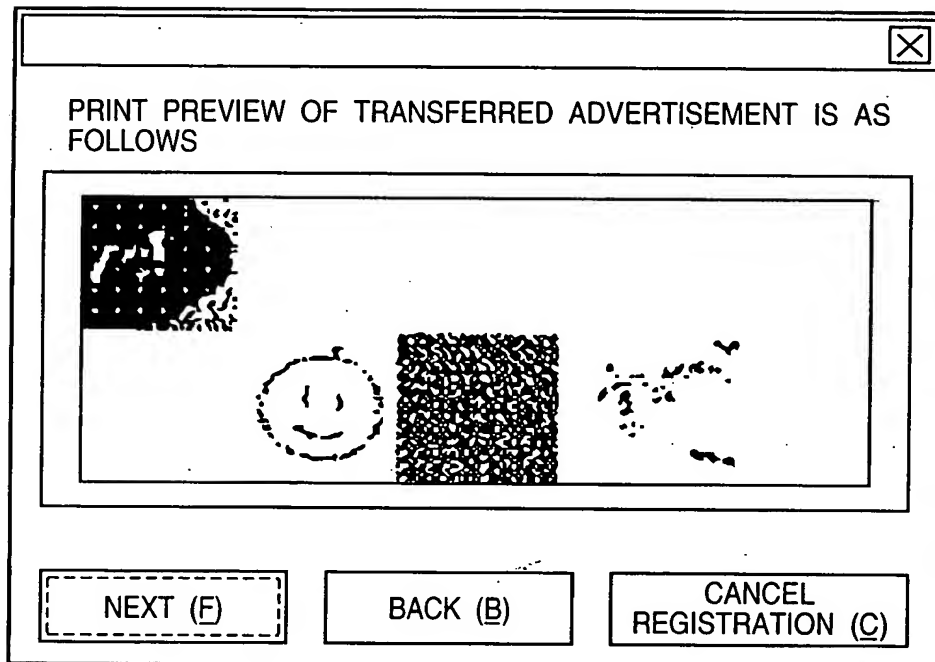 PRINT PREVIEW OF TRANSFERRED ADVERTISEMENT IS AS
FOLLOWS
NEXT (F)
BACK (B)
CANCEL
REGISTRATION (C)